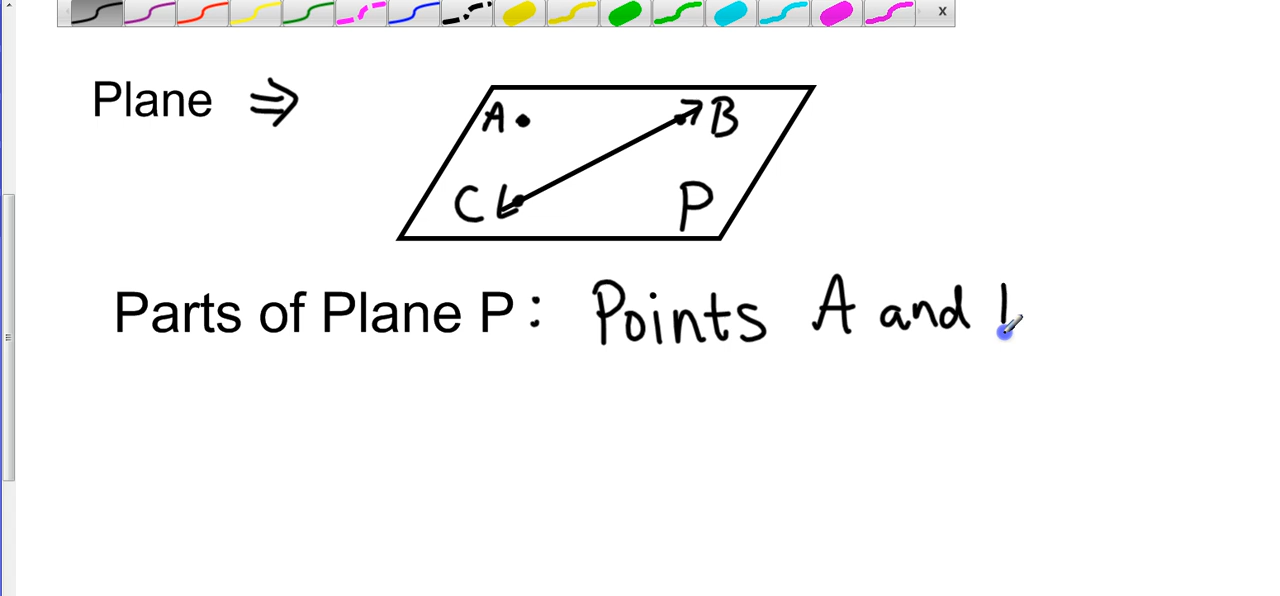 Plane ⇒
A B
C P
Parts of Plane P : Points A and
x